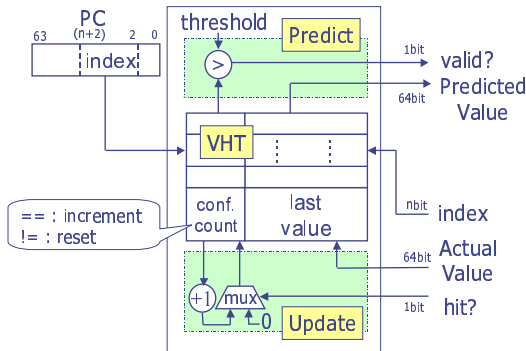 PC
63 (n+2) 2 0
index
threshold
Predict
>
1bit
valid?
64bit
Predicted
Value
VHT
conf.
count
last
value
== : increment
!= : reset
nbit
index
64bit
Actual
Value
+1
mux
0
1bit
hit?
Update